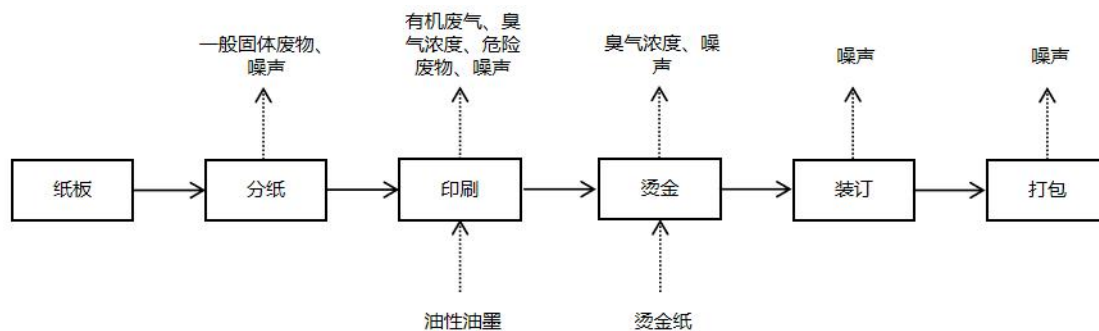 一般固体废物、
噪声
有机废气、臭
气浓度、危险
废物、噪声
臭气浓度、噪
声
噪声
噪声
纸板
分纸
印刷
烫金
装订
打包
油性油墨
烫金纸